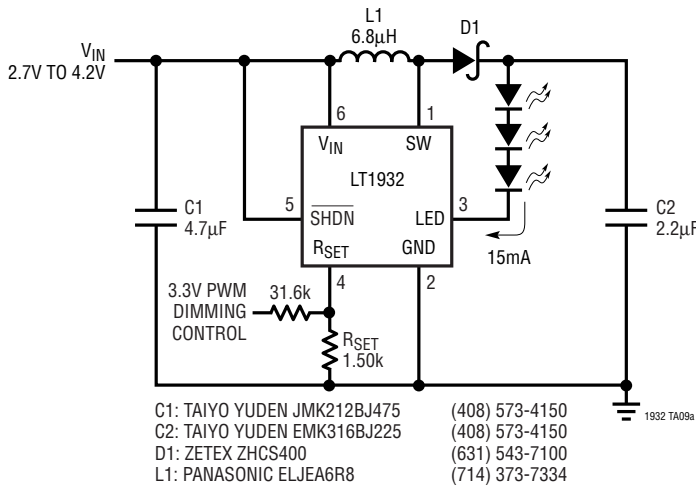 L1
6.8µH
D1
VIN
2.7V TO 4.2V
6
1
VIN
SW
LT1932
C1
4.7µF
5
SHDN
LED
3
C2
2.2µF
RSET
GND
15mA
4
2
3.3V PWM
DIMMING
CONTROL
31.6k
RSET
1.50k
C1: TAIYO YUDEN JMK212BJ475 (408) 573-4150
C2: TAIYO YUDEN EMK316BJ225 (408) 573-4150
D1: ZETEX ZHCS400 (631) 543-7100
L1: PANASONIC ELJEA6R8 (714) 373-7334
1932 TA09a